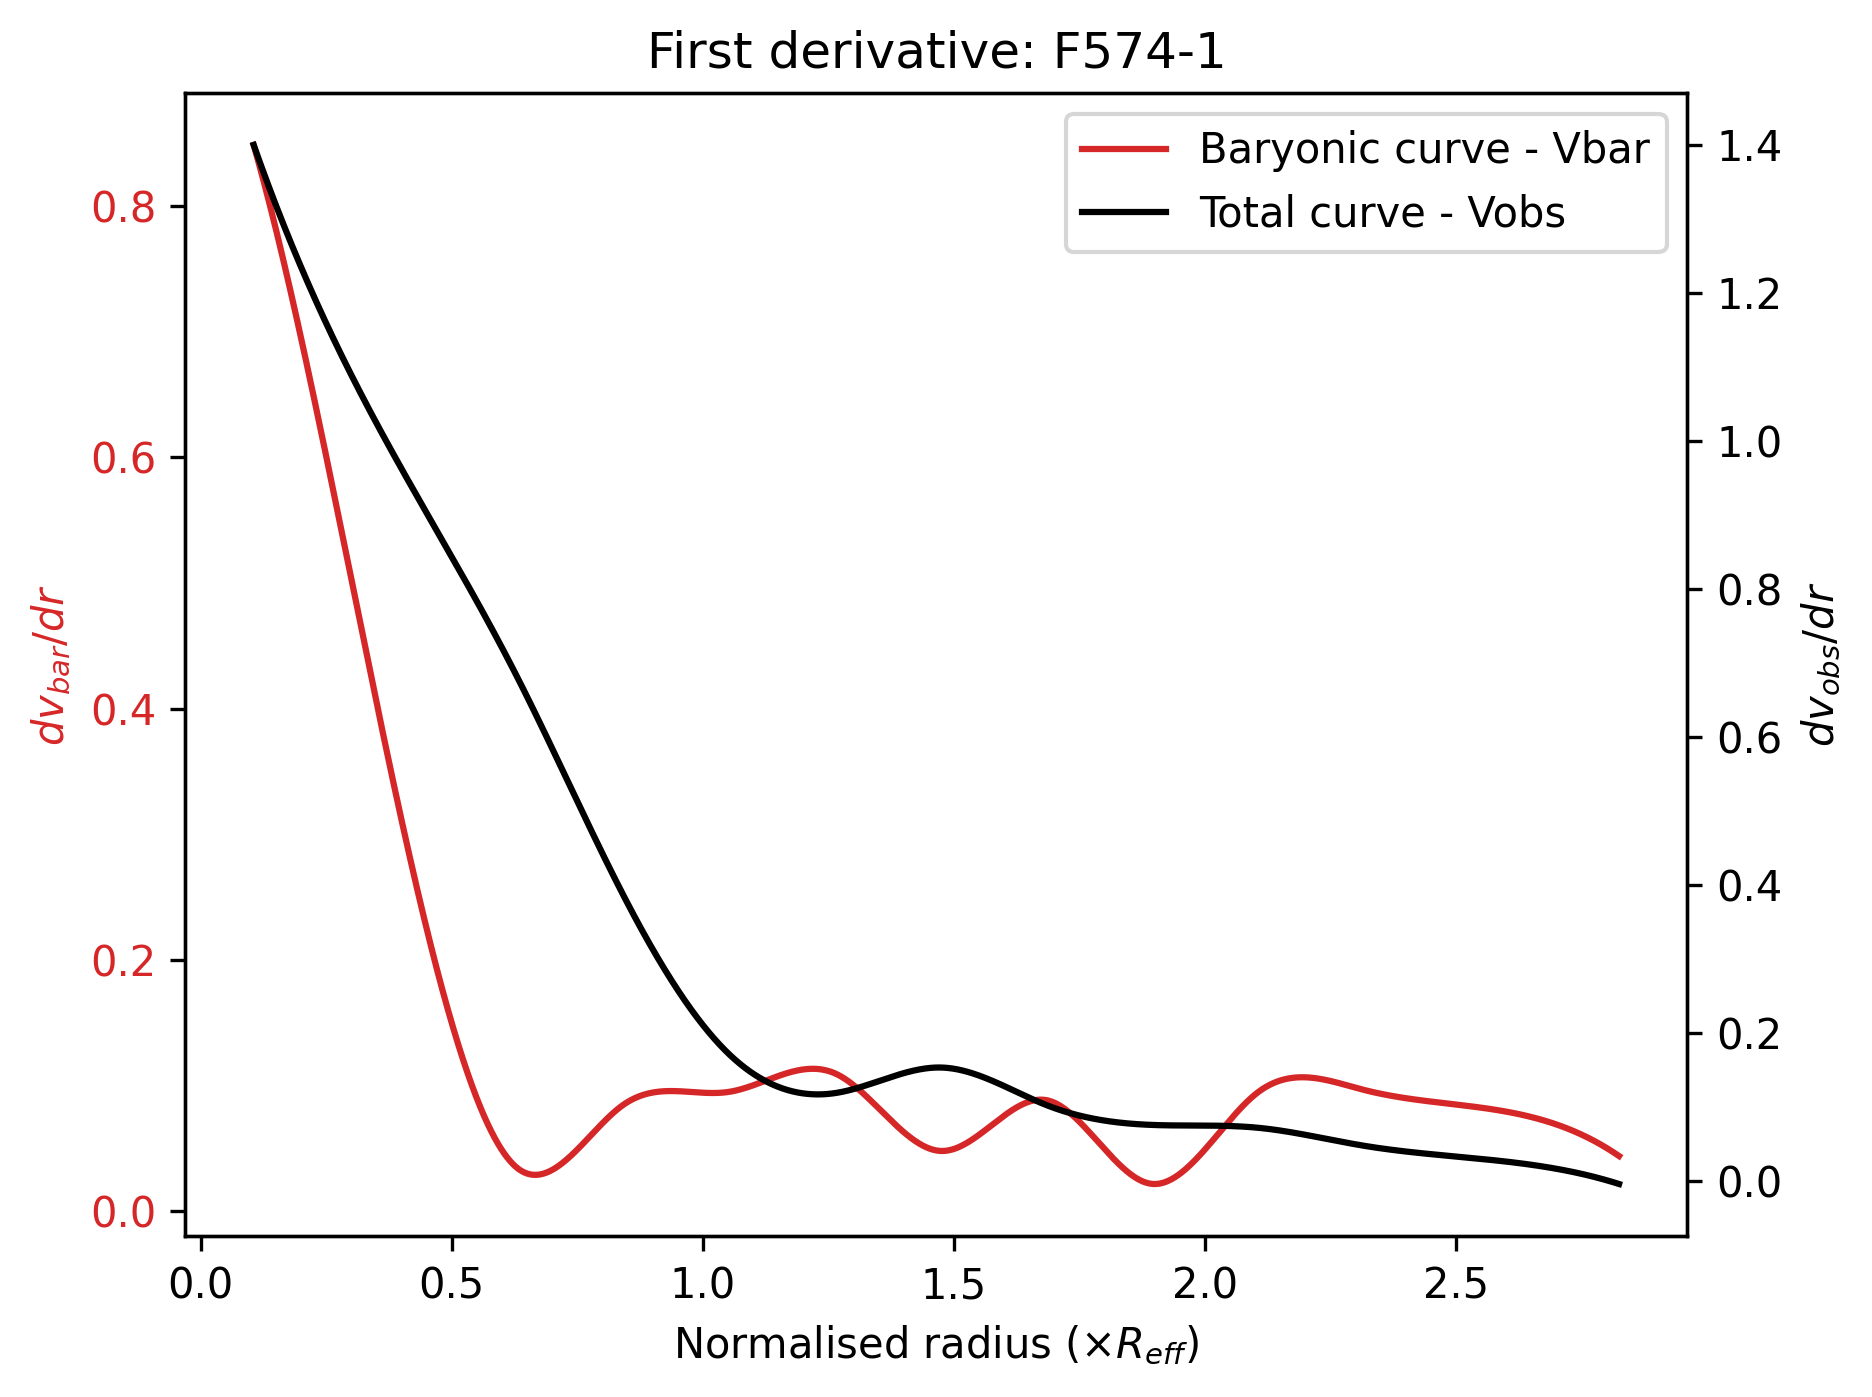 First derivative: F574-1
Baryonic curve - Vbar
Total curve - Vobs
0.8
0.6
0.4
0.2
0.0
dv_bar/dr
1.4
1.2
1.0
0.8
0.6
0.4
0.2
0.0
dv_obs/dr
0.0 0.5 1.0 1.5 2.0 2.5
Normalised radius (×R_eff)